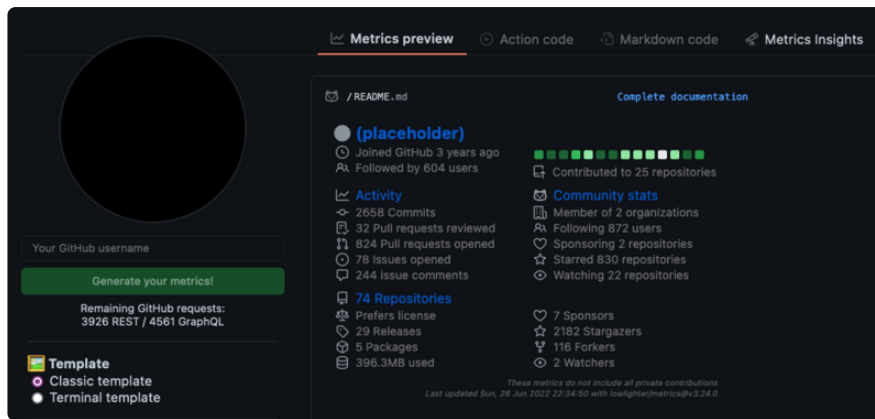 Metrics preview
Action code
Markdown code
Metrics Insights
/README.md
Complete documentation
(placeholder)
Joined GitHub 3 years ago
Followed by 604 users
Contributed to 25 repositories
Activity
2658 Commits
32 Pull requests reviewed
824 Pull requests opened
78 Issues opened
244 issue comments
Community stats
Member of 2 organizations
Following 872 users
Sponsoring 2 repositories
Starred 830 repositories
Watching 22 repositories
74 Repositories
Prefers license
29 Releases
5 Packages
396.3MB used
7 Sponsors
2182 Stargazers
116 Forkers
2 Watchers
These metrics do not include all private contributions
Last updated Sun, 26 Jun 2022 22:34:50 with lowlighter/metrics@v3.24.0
Your GitHub username
Generate your metrics!
Remaining GitHub requests:
3926 REST / 4561 GraphQL
Template
Classic template
Terminal template